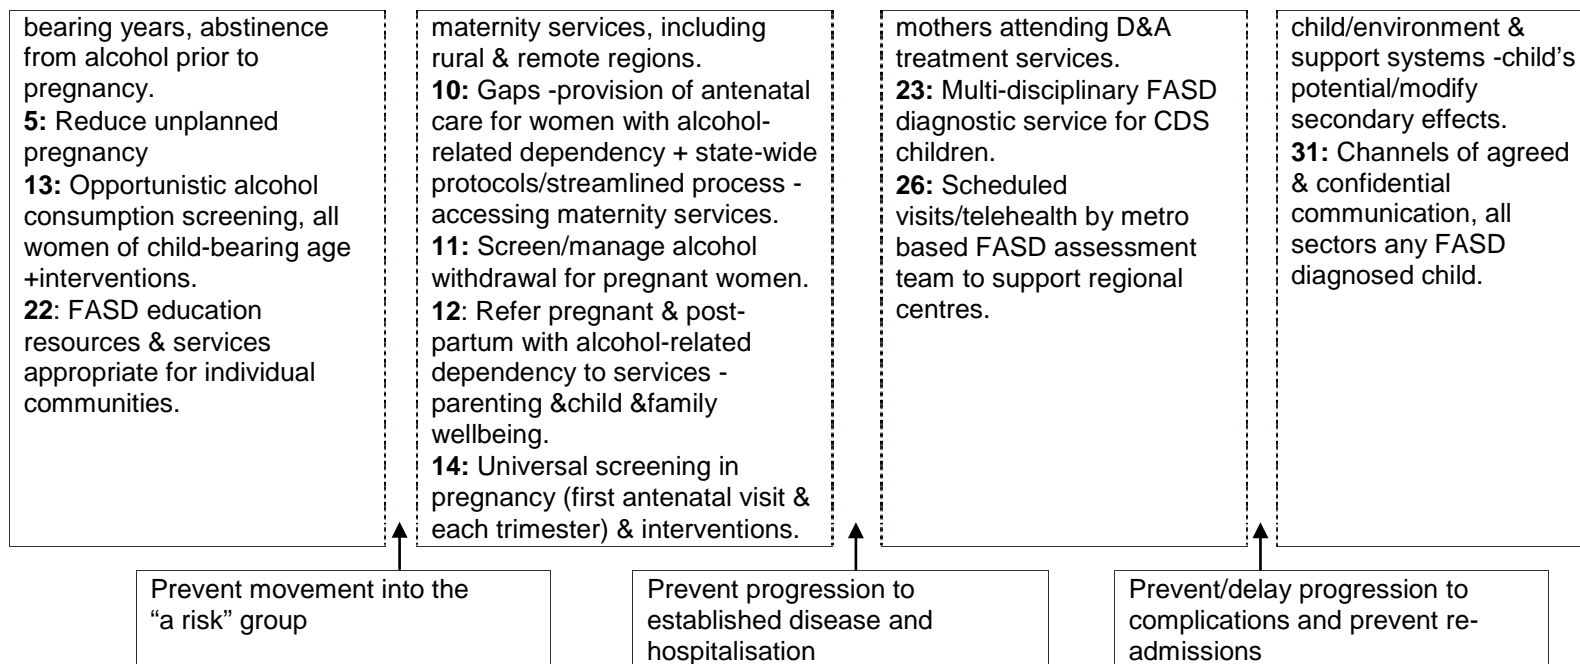 bearing years, abstinence
from alcohol prior to
pregnancy.
5: Reduce unplanned
pregnancy
13: Opportunistic alcohol
consumption screening, all
women of child-bearing age
+interventions.
22: FASD education
resources & services
appropriate for individual
communities.
maternity services, including
rural & remote regions.
10: Gaps -provision of antenatal
care for women with alcohol-
related dependency + state-wide
protocols/streamlined process -
accessing maternity services.
11: Screen/manage alcohol
withdrawal for pregnant women.
12: Refer pregnant & post-
partum with alcohol-related
dependency to services -
parenting &child &family
wellbeing.
14: Universal screening in
pregnancy (first antenatal visit &
each trimester) & interventions.
mothers attending D&A
treatment services.
23: Multi-disciplinary FASD
diagnostic service for CDS
children.
26: Scheduled
visits/telehealth by metro
based FASD assessment
team to support regional
centres.
child/environment &
support systems -child's
potential/modify
secondary effects.
31: Channels of agreed
& confidential
communication, all
sectors any FASD
diagnosed child.
Prevent movement into the
“a risk” group
Prevent progression to
established disease and
hospitalisation
Prevent/delay progression to
complications and prevent re-
admissions